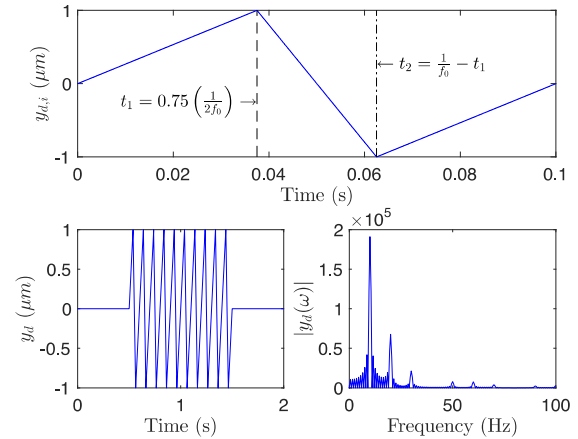 1
0
-1
y_{d,i} (μm)
t_1 = 0.75 (1/2f_0) →
← t_2 = 1/f_0 − t_1
0 0.02 0.04 0.06 0.08 0.1
Time (s)
1
0.5
0
-0.5
-1
y_d (μm)
0 1 2
Time (s)
×10^5
2
1.5
1
0.5
0
|y_d(ω)|
0 50 100
Frequency (Hz)